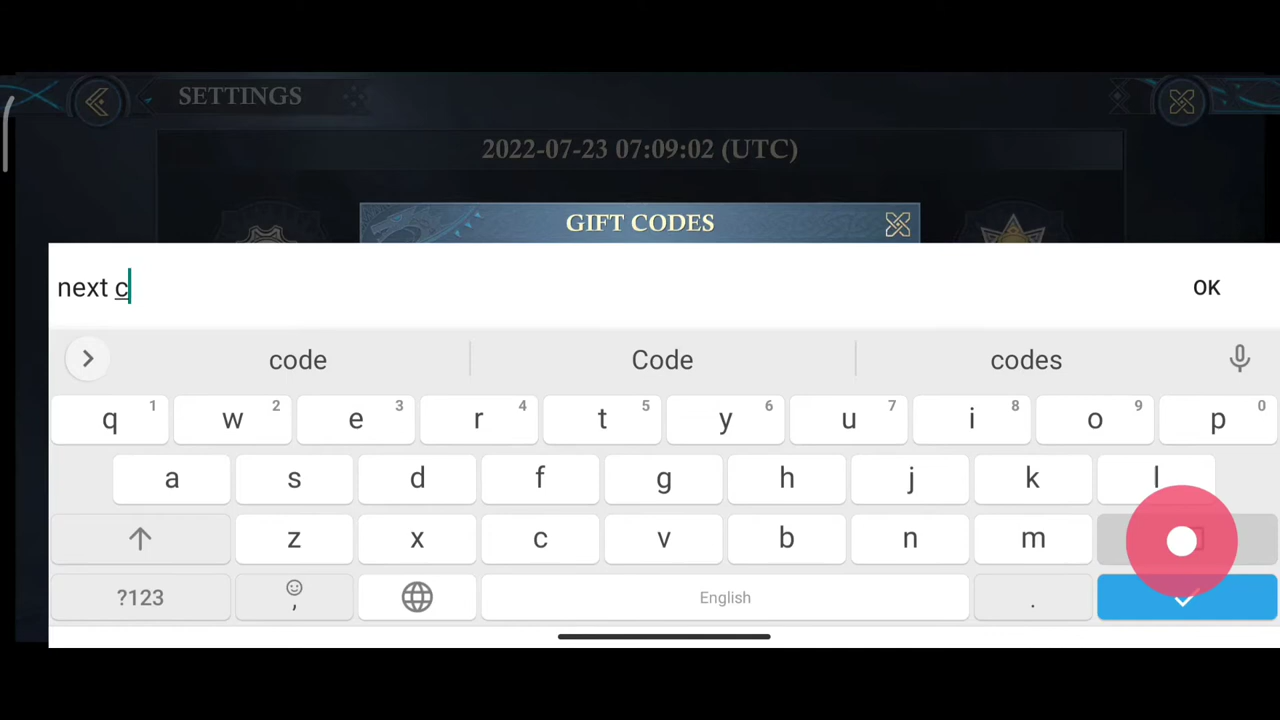 SETTINGS
2022-07-23 07:09:02 (UTC)
GIFT CODES
next c
OK
code
Code
codes
q 1 w 2 e 3 r 4 t 5 y 6 u 7 i 8 o 9 p 0
a s d f g h j k l
z x c v b n m
?123 , English .